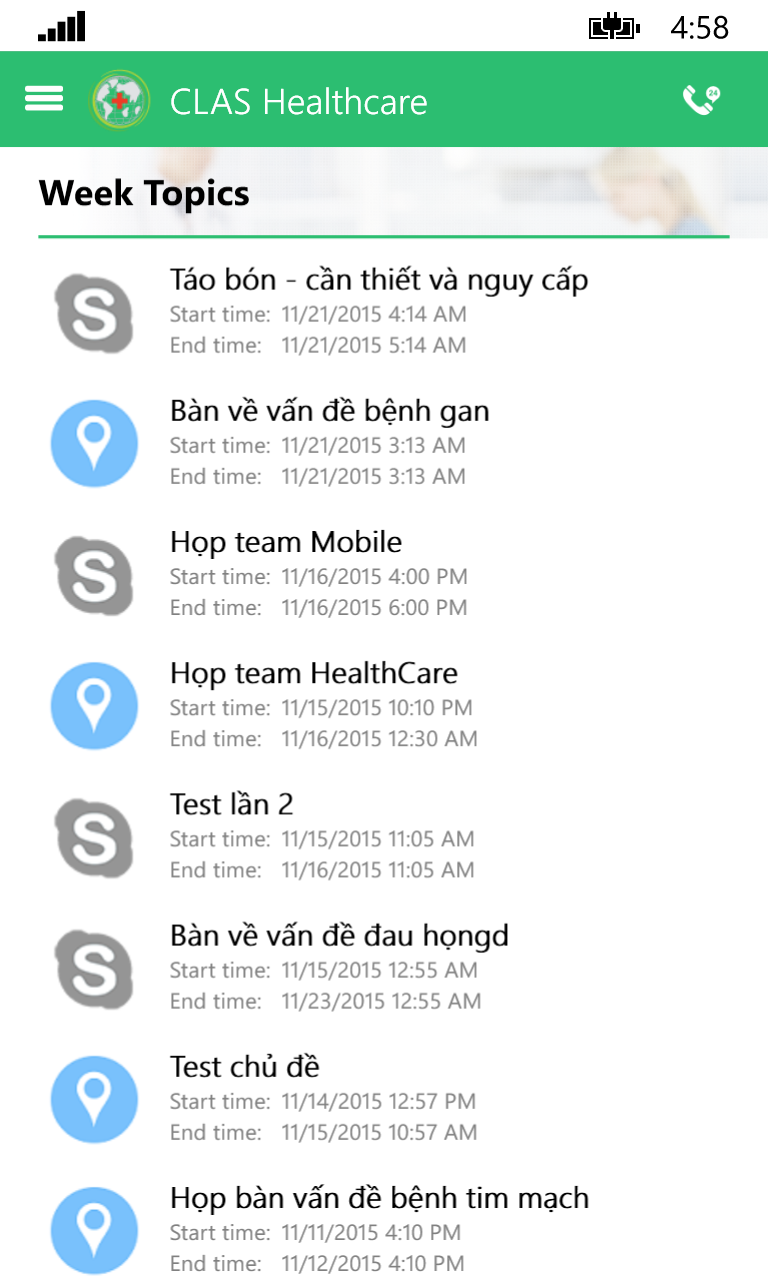 4:58
CLAS Healthcare
24
Week Topics
Táo bón - cần thiết và nguy cấp
Start time: 11/21/2015 4:14 AM
End time: 11/21/2015 5:14 AM
Bàn về vấn đề bệnh gan
Start time: 11/21/2015 3:13 AM
End time: 11/21/2015 3:13 AM
Họp team Mobile
Start time: 11/16/2015 4:00 PM
End time: 11/16/2015 6:00 PM
Họp team HealthCare
Start time: 11/15/2015 10:10 PM
End time: 11/16/2015 12:30 AM
Test lần 2
Start time: 11/15/2015 11:05 AM
End time: 11/16/2015 11:05 AM
Bàn về vấn đề đau họngd
Start time: 11/15/2015 12:55 AM
End time: 11/23/2015 12:55 AM
Test chủ đề
Start time: 11/14/2015 12:57 PM
End time: 11/15/2015 10:57 AM
Họp bàn vấn đề bệnh tim mạch
Start time: 11/11/2015 4:10 PM
End time: 11/12/2015 4:10 PM